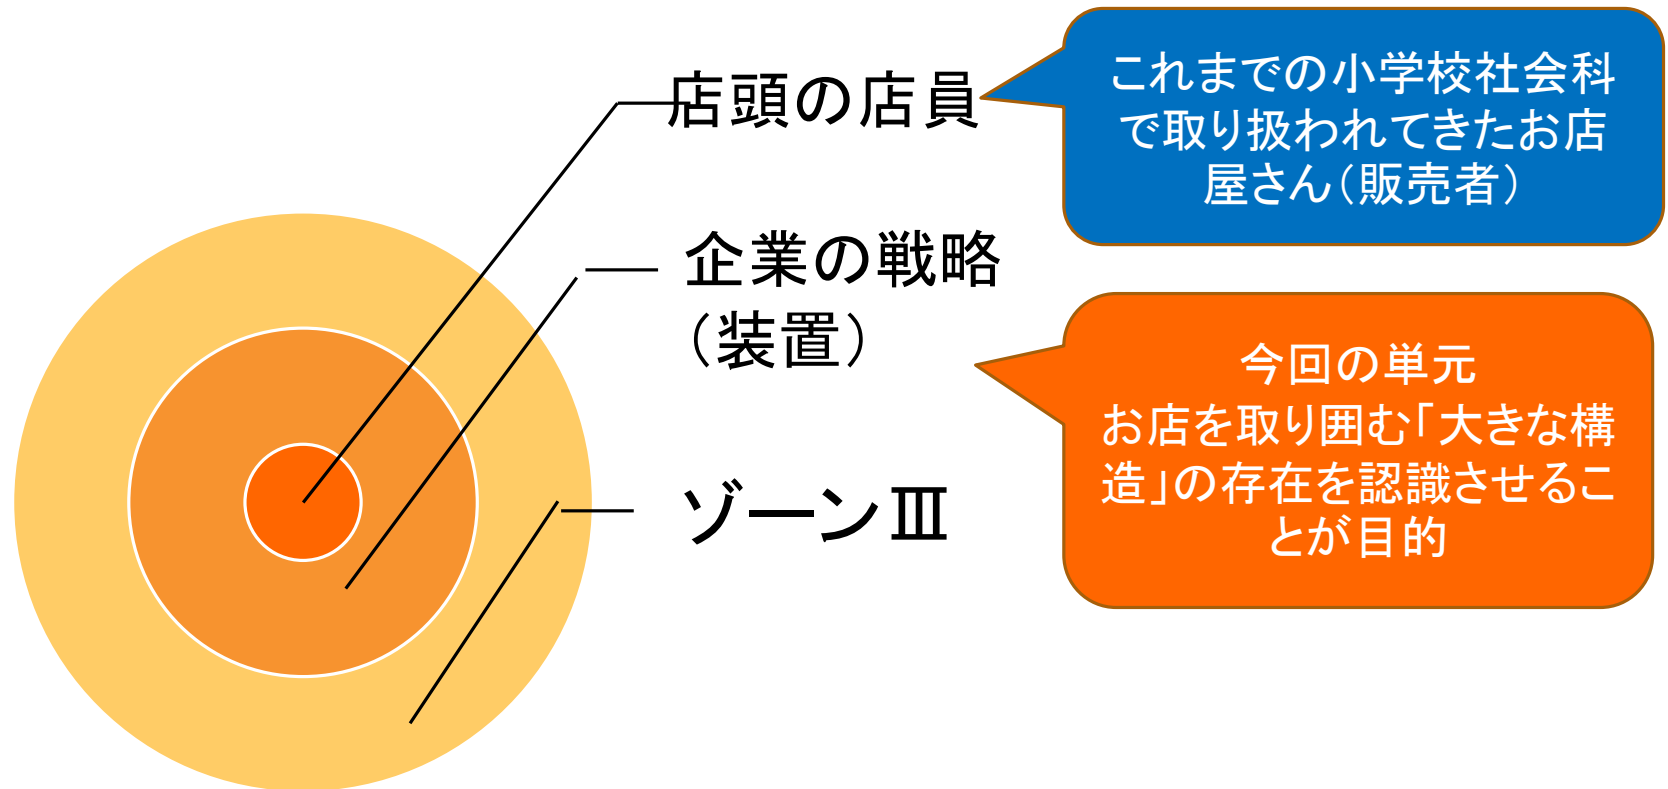 店頭の店員
これまでの小学校社会科
で取り扱われてきたお店
屋さん（販売者）
企業の戦略
（装置）
今回の単元
お店を取り囲む「大きな構
造」の存在を認識させるこ
とが目的
ゾーンⅢ